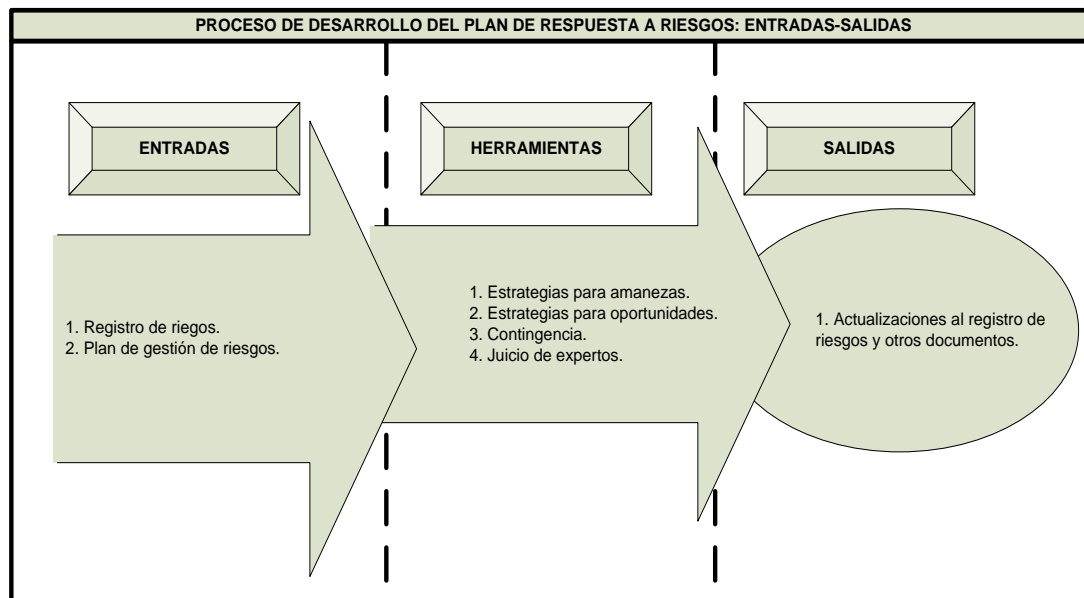 PROCESO DE DESARROLLO DEL PLAN DE RESPUESTA A RIESGOS: ENTRADAS-SALIDAS
ENTRADAS
1. Registro de riegos.
2. Plan de gestión de riesgos.
HERRAMIENTAS
1. Estrategias para amanezas.
2. Estrategias para oportunidades.
3. Contingencia.
4. Juicio de expertos.
SALIDAS
1. Actualizaciones al registro de
riesgos y otros documentos.